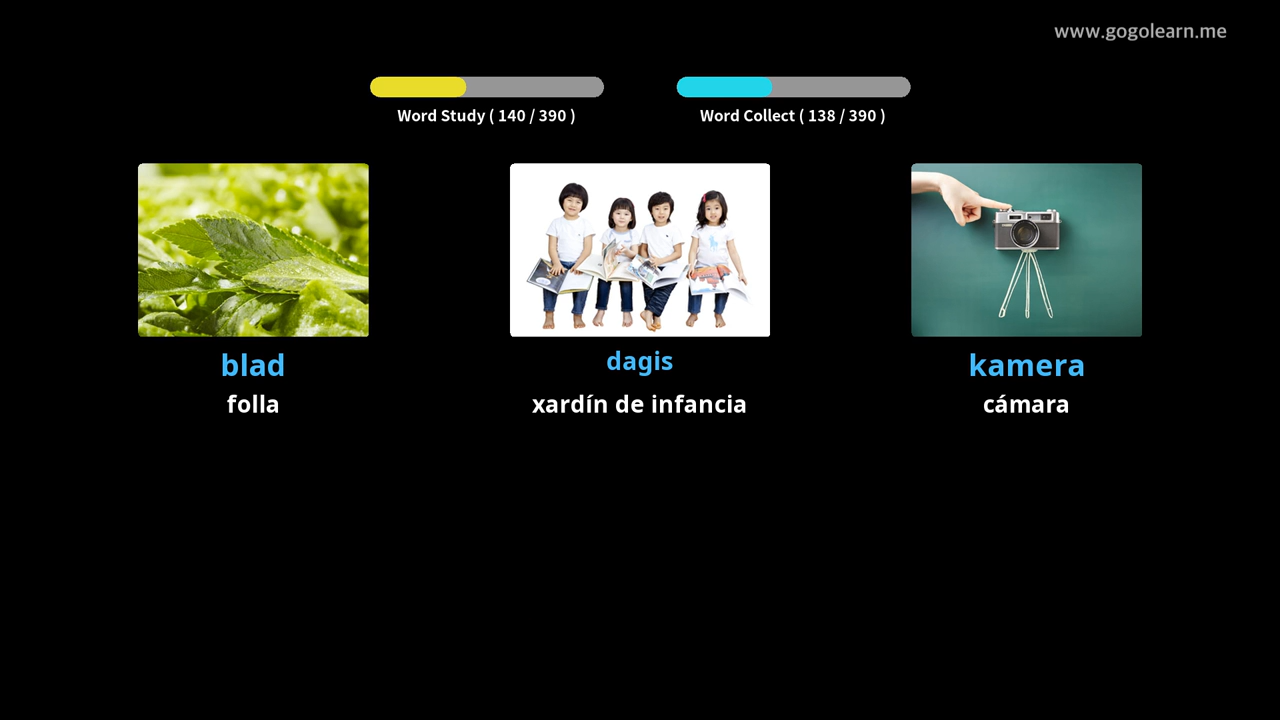 www.gogolearn.me
Word Study ( 140 / 390 )
Word Collect ( 138 / 390 )
blad
folla
dagis
xardín de infancia
kamera
cámara